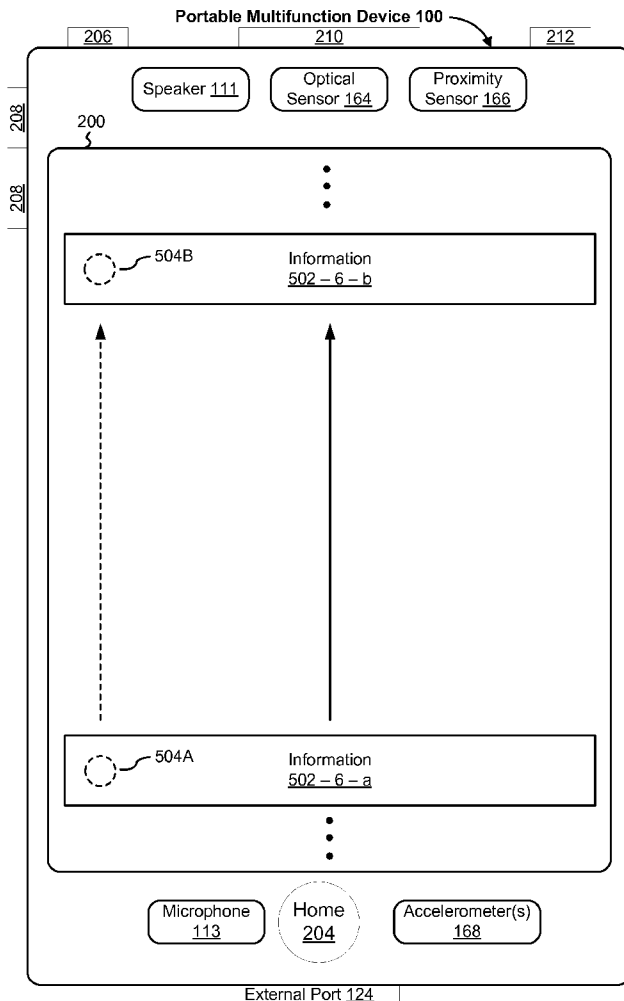 Portable Multifunction Device 100
206
210
212
Speaker 111
Optical
Sensor 164
Proximity
Sensor 166
208
200
208
504B
Information
502 – 6 – b
504A
Information
502 – 6 – a
Microphone
113
Home
204
Accelerometer(s)
168
External Port 124